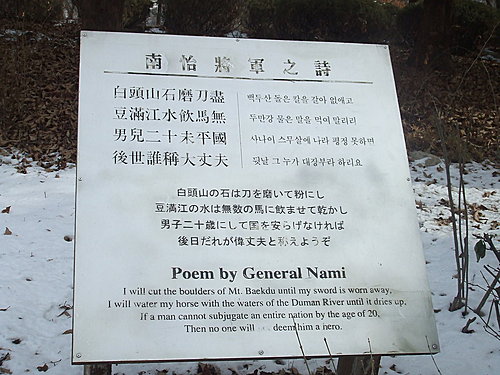 南怡將軍之詩
白頭山石磨刀盡
豆滿江水飮馬無
男兒二十未平國
後世誰稱大丈夫
백두산 돌은 칼을 갈아 없애고
두만강 물은 말을 먹여 말리리
사나이 스무살에 나라 평정 못하면
뒷날 그 누가 대장부라 하리요
白頭山の石は刀を磨いて粉にし
豆満江の水は無数の馬に飲ませて乾かし
男子二十歳にして国を安らげなければ
後日だれが偉丈夫と称えようぞ
Poem by General Nami
I will cut the boulders of Mt. Baekdu until my sword is worn away,
I will water my horse with the waters of the Duman River until it dries up,
If a man cannot subjugate an entire nation by the age of 20,
Then no one will deem him a hero.